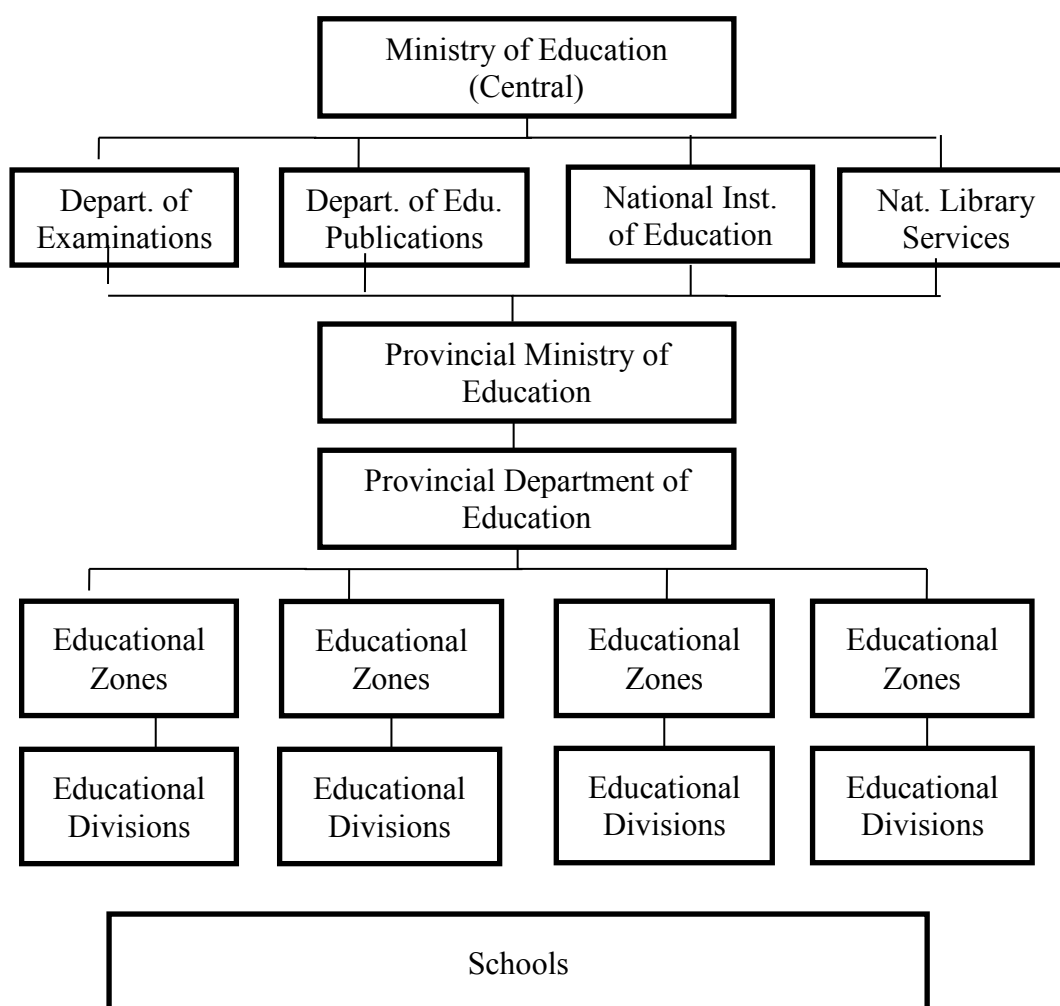 Ministry of Education
(Central)
Depart. of
Examinations
Depart. of Edu.
Publications
National Inst.
of Education
Nat. Library
Services
Provincial Ministry of
Education
Provincial Department of
Education
Educational
Zones
Educational
Zones
Educational
Zones
Educational
Zones
Educational
Divisions
Educational
Divisions
Educational
Divisions
Educational
Divisions
Schools